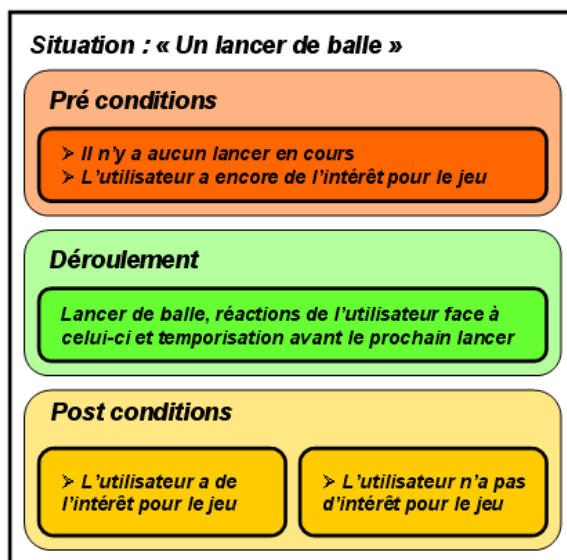 Situation : « Un lancer de balle »
Pré conditions
➢ Il n'y a aucun lancer en cours
➢ L'utilisateur a encore de l'intérêt pour le jeu
Déroulement
Lancer de balle, réactions de l'utilisateur face à
celui-ci et temporisation avant le prochain lancer
Post conditions
➢ L'utilisateur a de
l'intérêt pour le jeu
➢ L'utilisateur n'a pas
d'intérêt pour le jeu